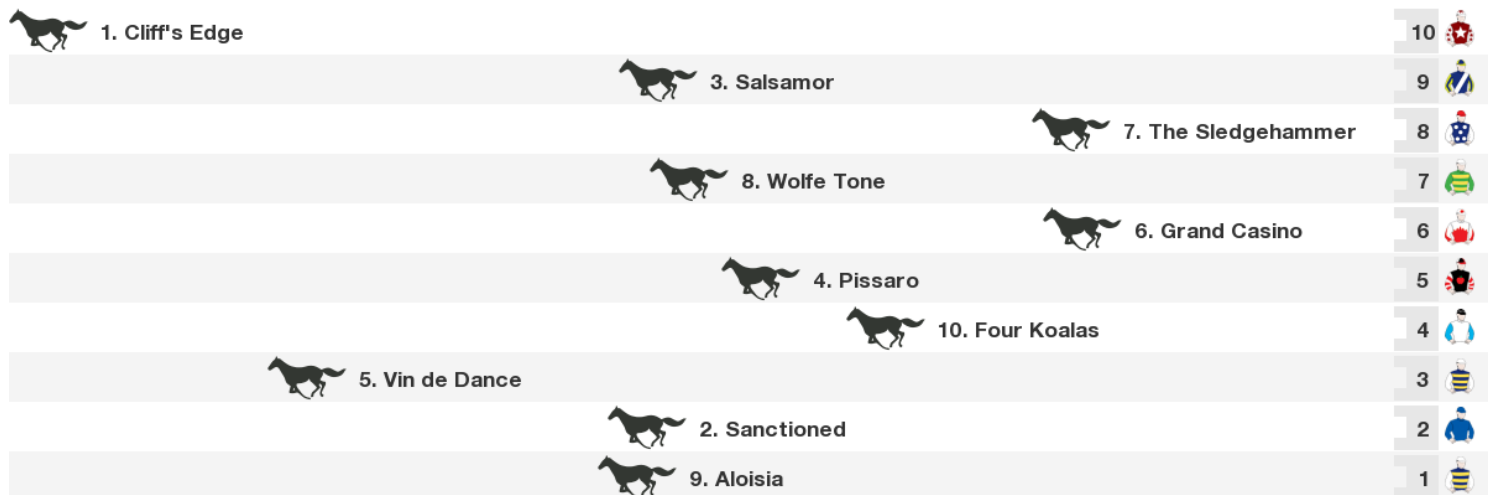 1. Cliff's Edge 10
3. Salsamor 9
7. The Sledgehammer 8
8. Wolfe Tone 7
6. Grand Casino 6
4. Pissaro 5
10. Four Koalas 4
5. Vin de Dance 3
2. Sanctioned 2
9. Aloisia 1